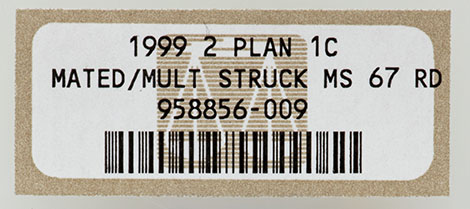 1999 2 PLAN 1C
MATED/MULT STRUCK MS 67 RD
958856-009